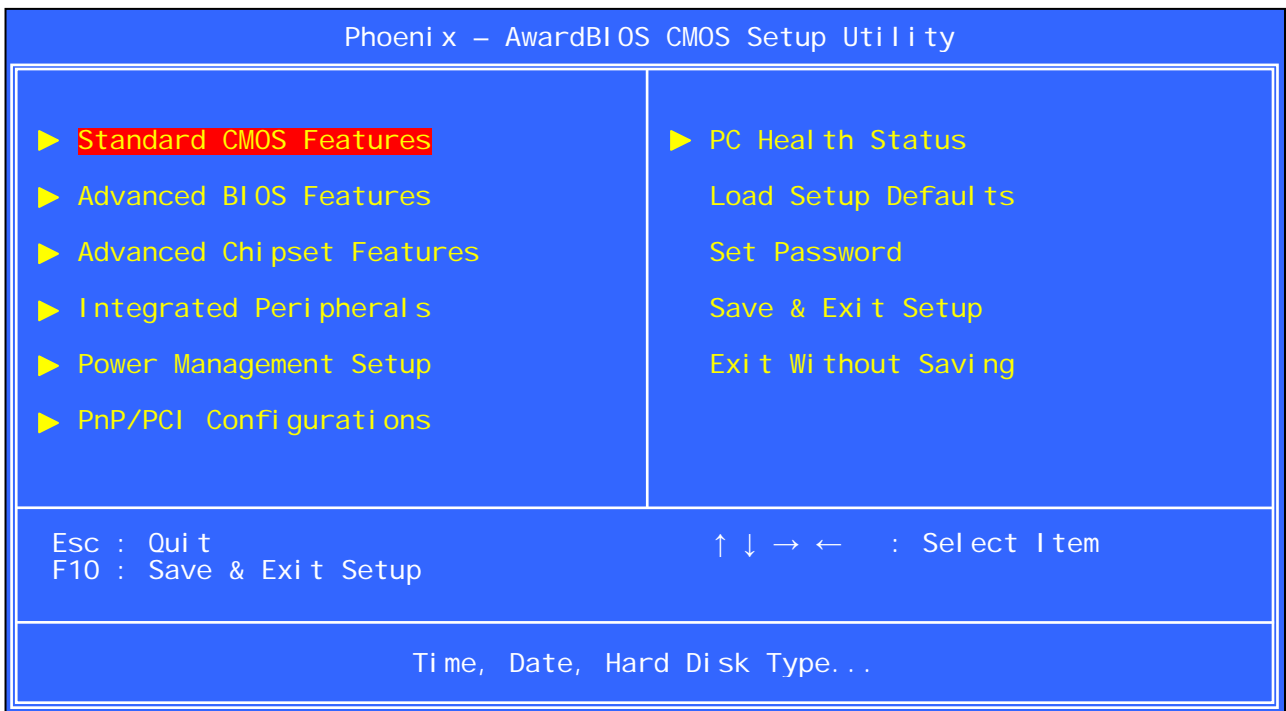 Phoenix – AwardBIOS CMOS Setup Utility
▶ Standard CMOS Features
▶ Advanced BIOS Features
▶ Advanced Chipset Features
▶ Integrated Peripherals
▶ Power Management Setup
▶ PnP/PCI Configurations
▶ PC Health Status
Load Setup Defaults
Set Password
Save & Exit Setup
Exit Without Saving
Esc : Quit
F10 : Save & Exit Setup
↑ ↓ → ← : Select Item
Time, Date, Hard Disk Type...